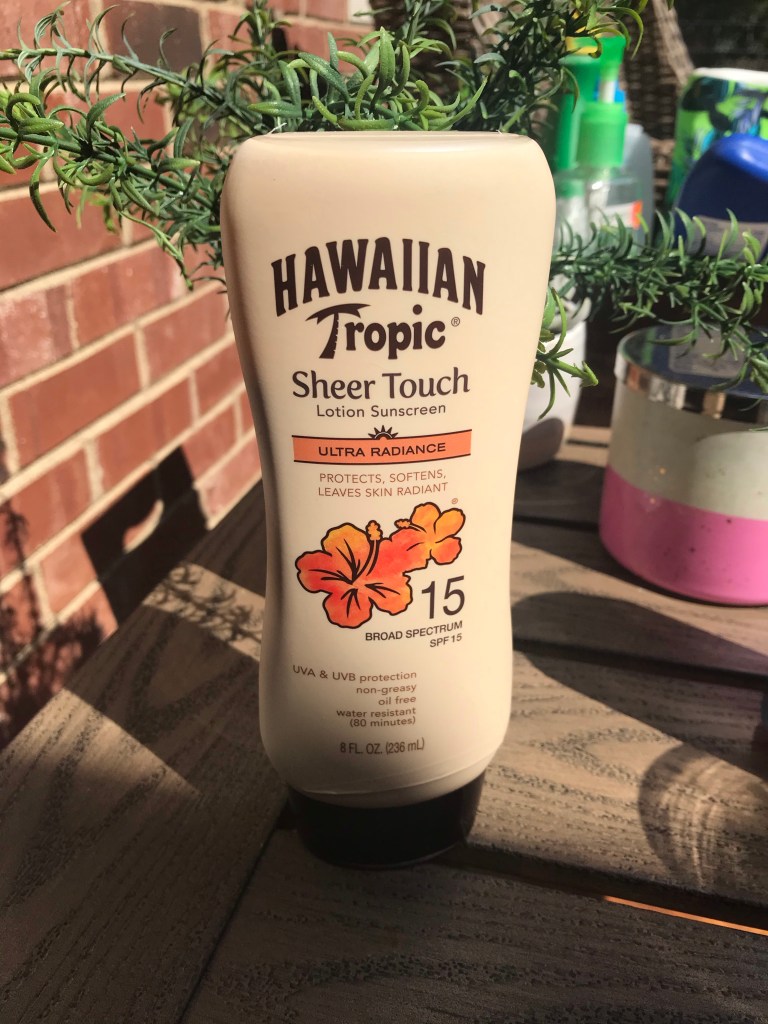 HAWAIIAN
Tropic®
Sheer Touch
Lotion Sunscreen
ULTRA RADIANCE
PROTECTS, SOFTENS,
LEAVES SKIN RADIANT
®
15
BROAD SPECTRUM
SPF 15
UVA & UVB protection
non-greasy
oil free
water resistant
(80 minutes)
8 FL. OZ. (236 mL)